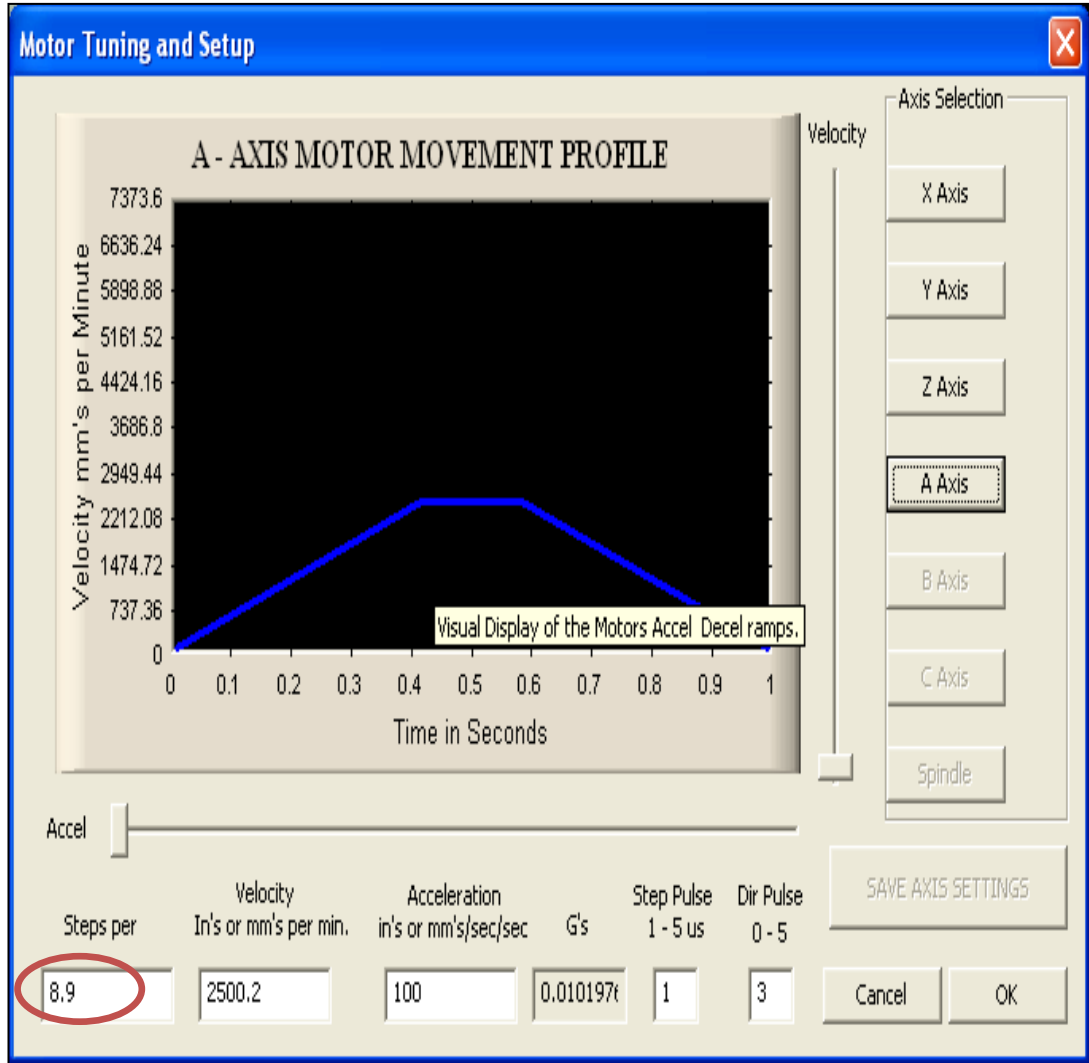 Motor Tuning and Setup
Axis Selection
Velocity
A - AXIS MOTOR MOVEMENT PROFILE
Velocity mm's per Minute
7373.6
6636.24
5898.88
5161.52
4424.16
3686.8
2949.44
2212.08
1474.72
737.36
0
0 0.1 0.2 0.3 0.4 0.5 0.6 0.7 0.8 0.9 1
Time in Seconds
Visual Display of the Motors Accel Decel ramps.
X Axis
Y Axis
Z Axis
A Axis
B Axis
C Axis
Spindle
Accel
SAVE AXIS SETTINGS
Steps per
Velocity
In's or mm's per min.
Acceleration
in's or mm's/sec/sec
G's
Step Pulse
1 - 5 us
Dir Pulse
0 - 5
8.9
2500.2
100
0.010197
1
3
Cancel
OK